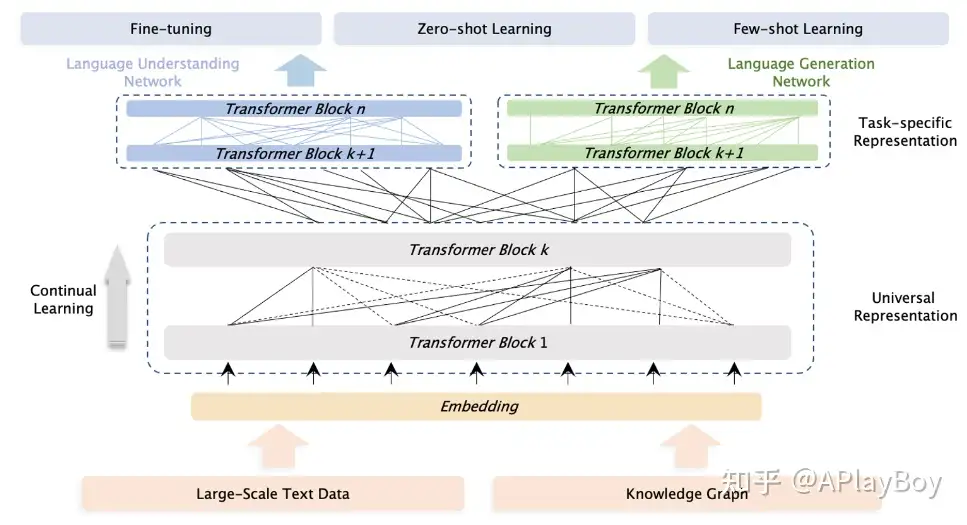 Fine-tuning
Zero-shot Learning
Few-shot Learning
Language Understanding
Network
Language Generation
Network
Transformer Block n
Transformer Block n
Transformer Block k+1
Transformer Block k+1
Task-specific
Representation
Transformer Block k
Continual
Learning
Universal
Representation
Transformer Block 1
Embedding
Large-Scale Text Data
Knowledge Graph
知乎 @APlayBoy